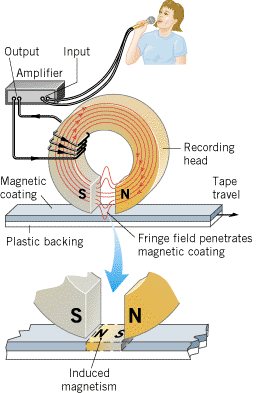 Output
Input
Amplifier
Recording
head
Magnetic
coating
S
N
Tape
travel
Plastic backing
Fringe field penetrates
magnetic coating
S
N
N
S
Induced
magnetism